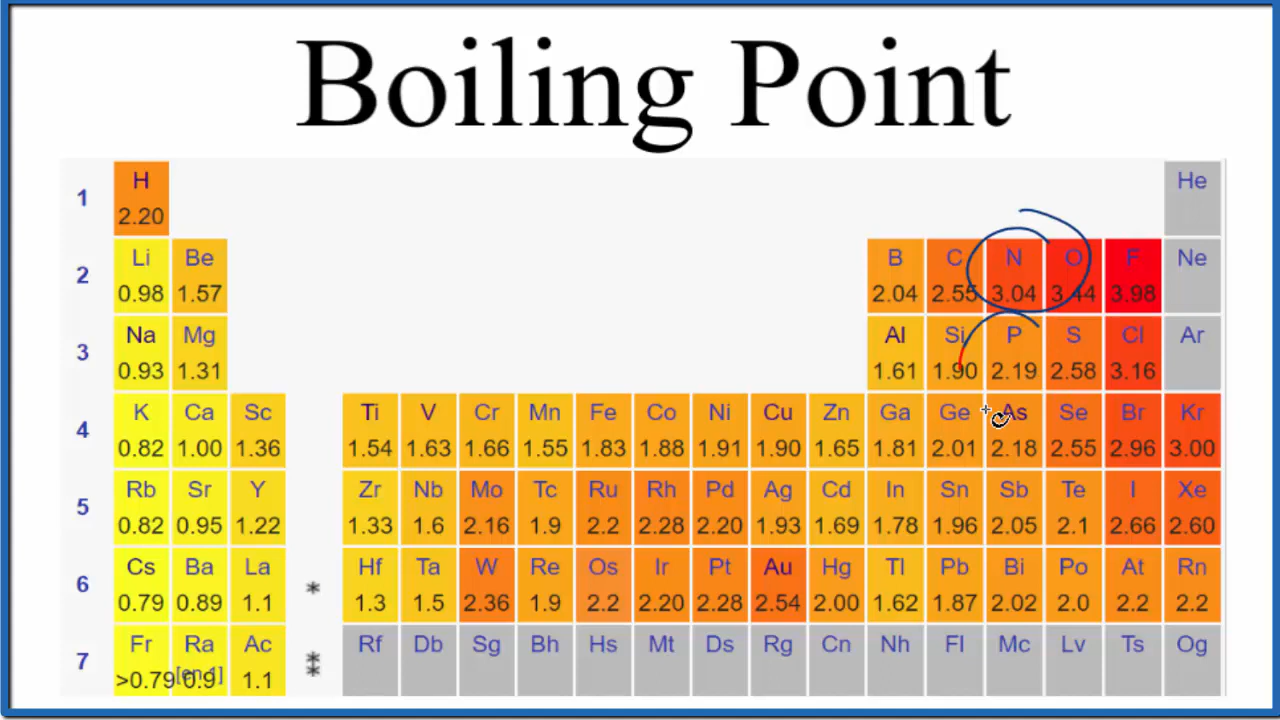 Boiling Point
1 H He
2.20
2 Li Be B C N O F Ne
0.98 1.57 2.04 2.55 3.04 3.44 3.98
3 Na Mg Al Si P S Cl Ar
0.93 1.31 1.61 1.90 2.19 2.58 3.16
4 K Ca Sc Ti V Cr Mn Fe Co Ni Cu Zn Ga Ge As Se Br Kr
0.82 1.00 1.36 1.54 1.63 1.66 1.55 1.83 1.88 1.91 1.90 1.65 1.81 2.01 2.18 2.55 2.96 3.00
5 Rb Sr Y Zr Nb Mo Tc Ru Rh Pd Ag Cd In Sn Sb Te I Xe
0.82 0.95 1.22 1.33 1.6 2.16 1.9 2.2 2.28 2.20 1.93 1.69 1.78 1.96 2.05 2.1 2.66 2.60
6 Cs Ba La * Hf Ta W Re Os Ir Pt Au Hg Tl Pb Bi Po At Rn
0.79 0.89 1.1 1.3 1.5 2.36 1.9 2.2 2.20 2.28 2.54 2.00 1.62 1.87 2.02 2.0 2.2 2.2
7 Fr Ra Ac ** Rf Db Sg Bh Hs Mt Ds Rg Cn Nh Fl Mc Lv Ts Og
>0.79 [en 1] 0.9 1.1